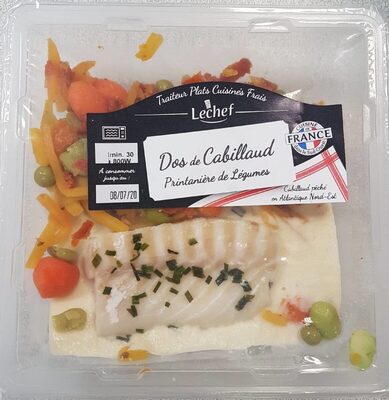 Traiteur Plats Cuisinés Frais
Lechef
1min. 30
à 800W
A consommer
jusqu'au :
08/07/20
Dos de Cabillaud
Printanière de Légumes
CUISINÉ
FRANCE
Cabillaud pêché
en Atlantique Nord-Est